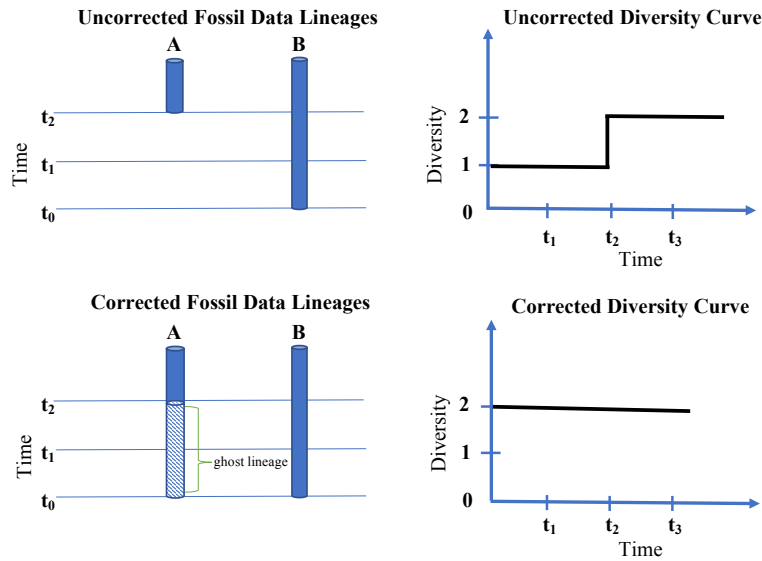 Uncorrected Fossil Data Lineages
A
B
t2
t1
t0
Time
Uncorrected Diversity Curve
2
1
0
Diversity
t1
t2
t3
Time
Corrected Fossil Data Lineages
A
B
t2
t1
t0
Time
ghost lineage
Corrected Diversity Curve
2
1
0
Diversity
t1
t2
t3
Time